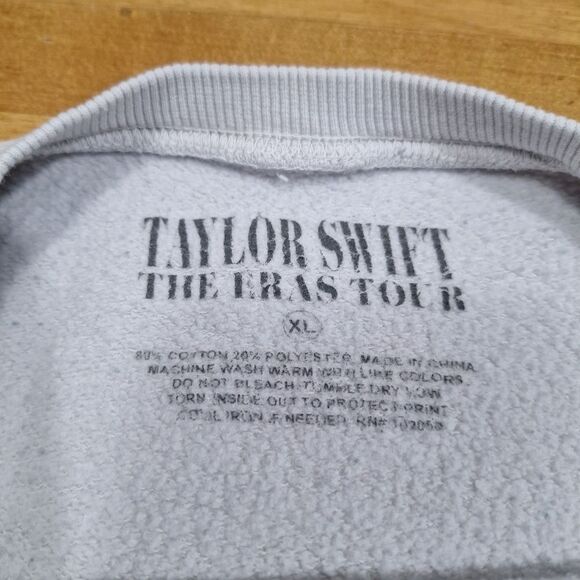 TAYLOR SWIFT
THE ERAS TOUR
XL
80% COTTON 20% POLYESTER MADE IN CHINA
MACHINE WASH WARM WITH LIKE COLORS
DO NOT BLEACH TUMBLE DRY LOW
TORN INSIDE OUT TO PROTECT PRINT
COOL IRON IF NEEDED RN#